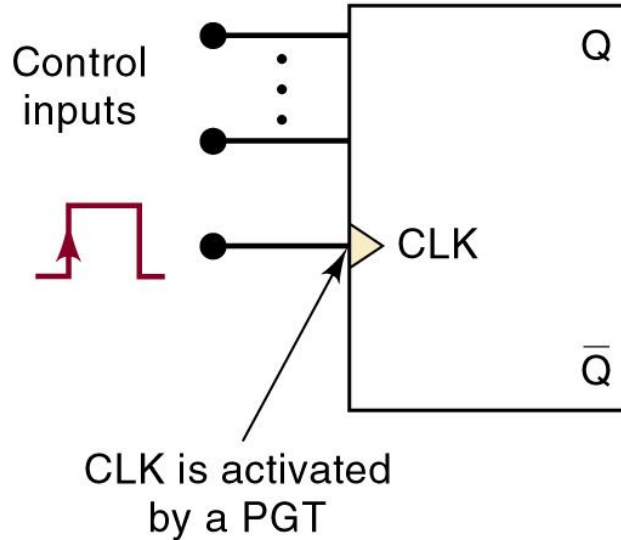 Control
inputs
Q
CLK
Q̅
CLK is activated
by a PGT